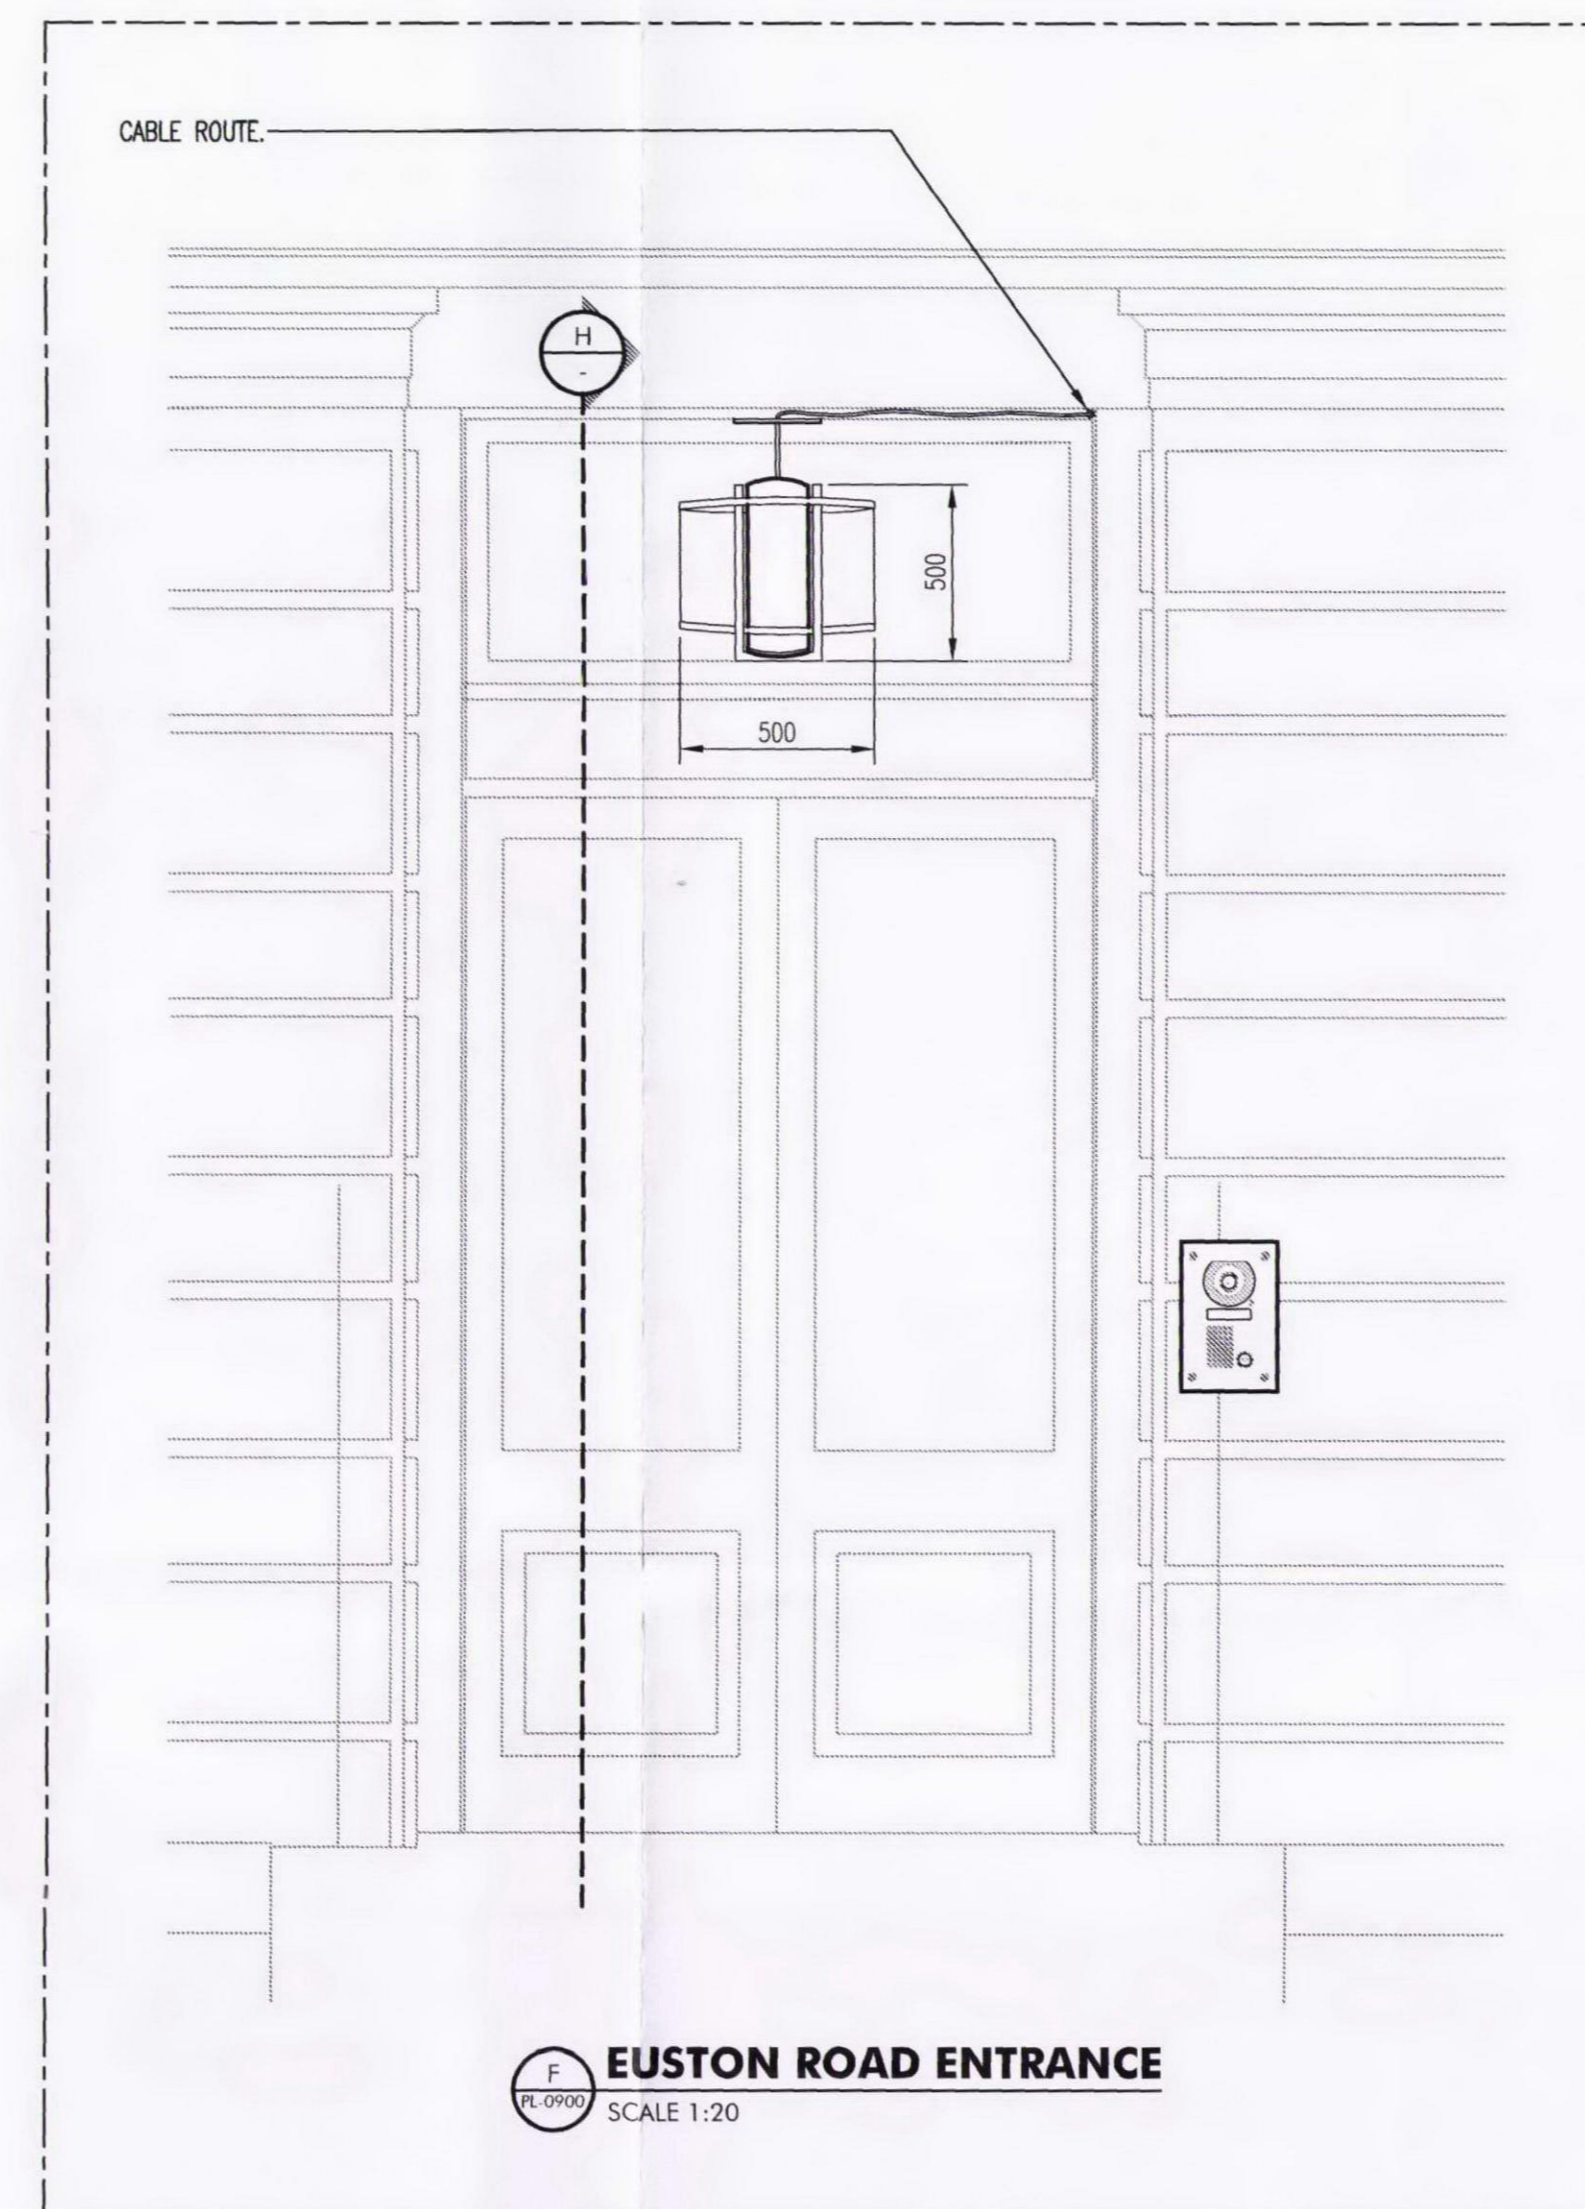 CABLE ROUTE.
H
-
500
500
F
PL-0900
EUSTON ROAD ENTRANCE
SCALE 1:20